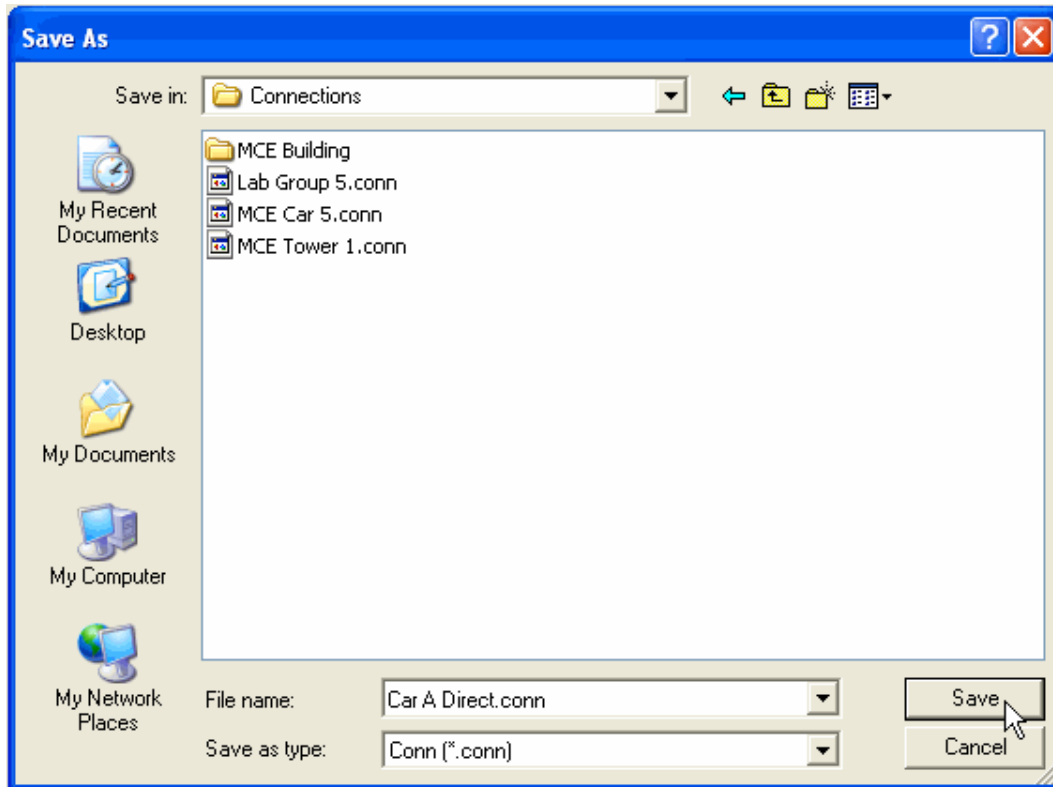 Save As
Save in: Connections
MCE Building
Lab Group 5.conn
MCE Car 5.conn
MCE Tower 1.conn
My Recent
Documents
Desktop
My Documents
My Computer
My Network
Places
File name: Car A Direct.conn
Save as type: Conn (*.conn)
Save
Cancel